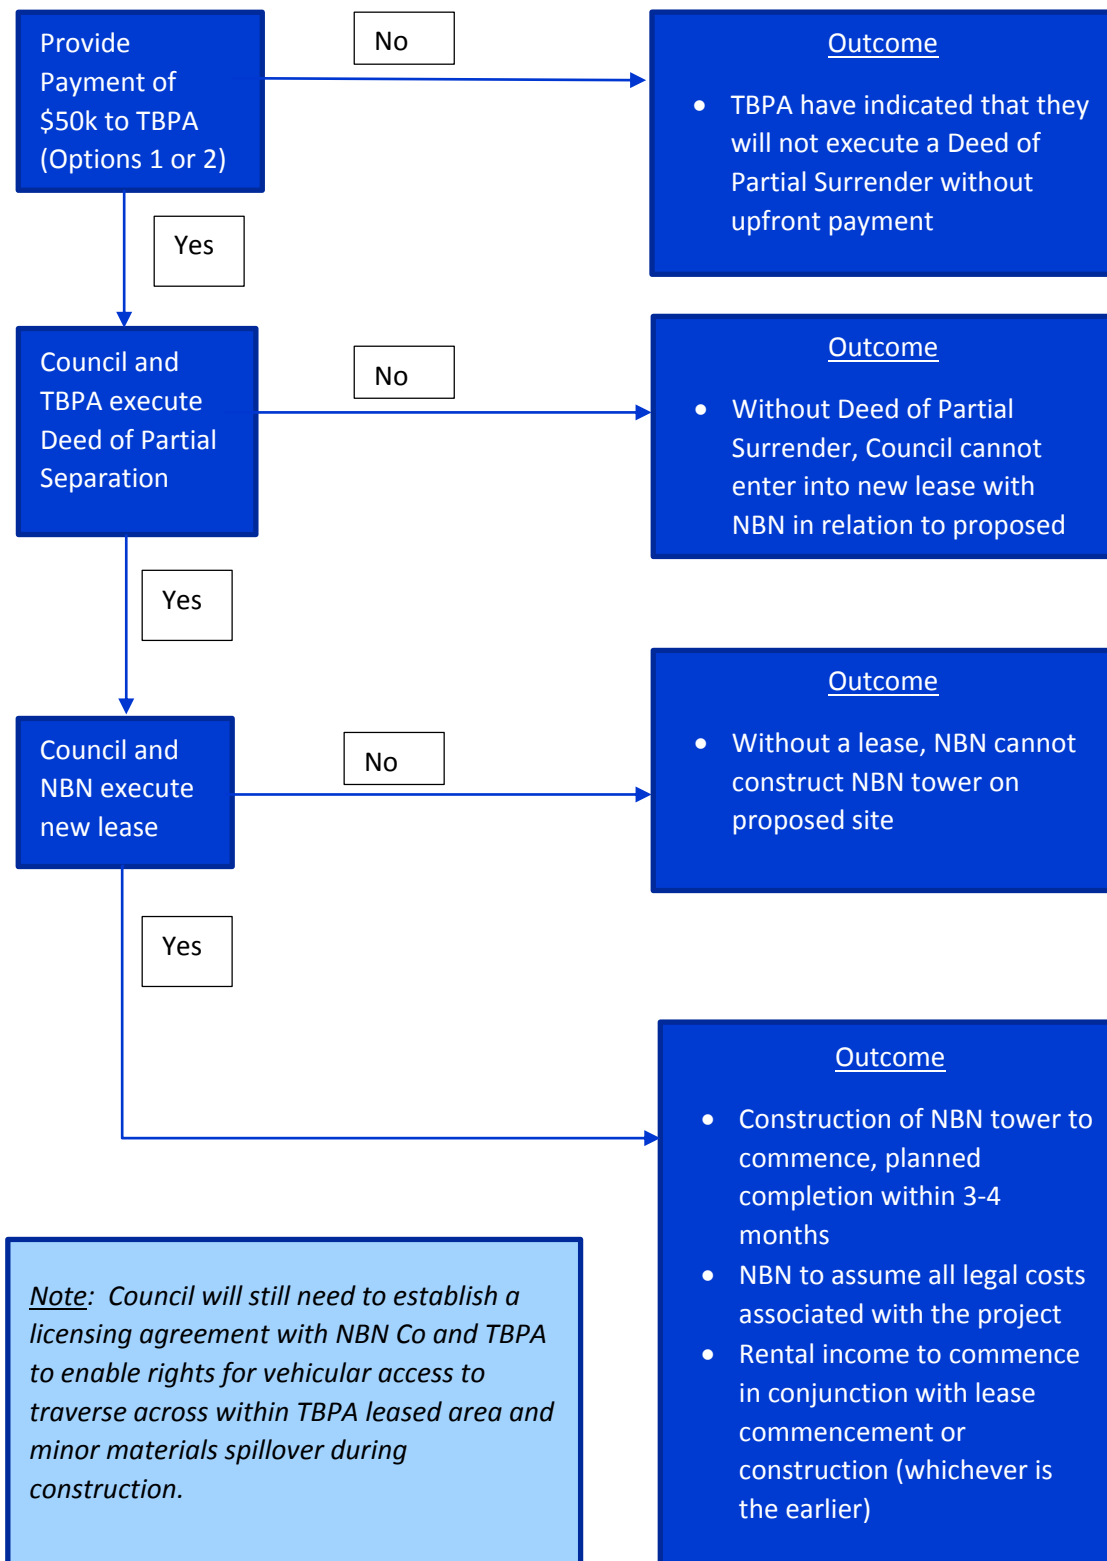 Provide
Payment of
$50k to TBPA
(Options 1 or 2)
No
Outcome
• TBPA have indicated that they
will not execute a Deed of
Partial Surrender without
upfront payment
Yes
Council and
TBPA execute
Deed of Partial
Separation
No
Outcome
• Without Deed of Partial
Surrender, Council cannot
enter into new lease with
NBN in relation to proposed
Yes
Council and
NBN execute
new lease
No
Outcome
• Without a lease, NBN cannot
construct NBN tower on
proposed site
Yes
Outcome
• Construction of NBN tower to
commence, planned
completion within 3-4
months
• NBN to assume all legal costs
associated with the project
• Rental income to commence
in conjunction with lease
commencement or
construction (whichever is
the earlier)
Note: Council will still need to establish a
licensing agreement with NBN Co and TBPA
to enable rights for vehicular access to
traverse across within TBPA leased area and
minor materials spillover during
construction.